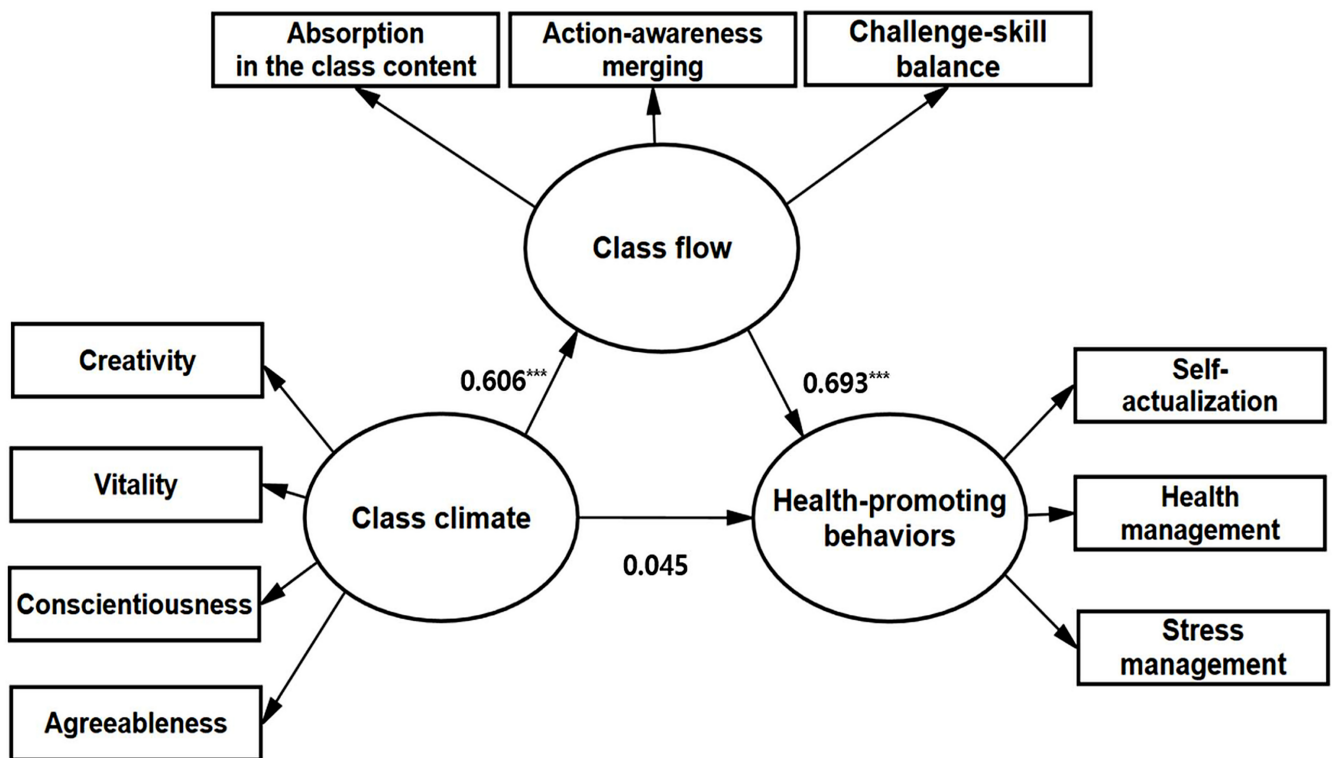 Absorption
in the class content
Action-awareness
merging
Challenge-skill
balance
Class flow
Creativity
Vitality
Conscientiousness
Agreeableness
0.606***
0.693***
Class climate
0.045
Health-promoting
behaviors
Self-
actualization
Health
management
Stress
management